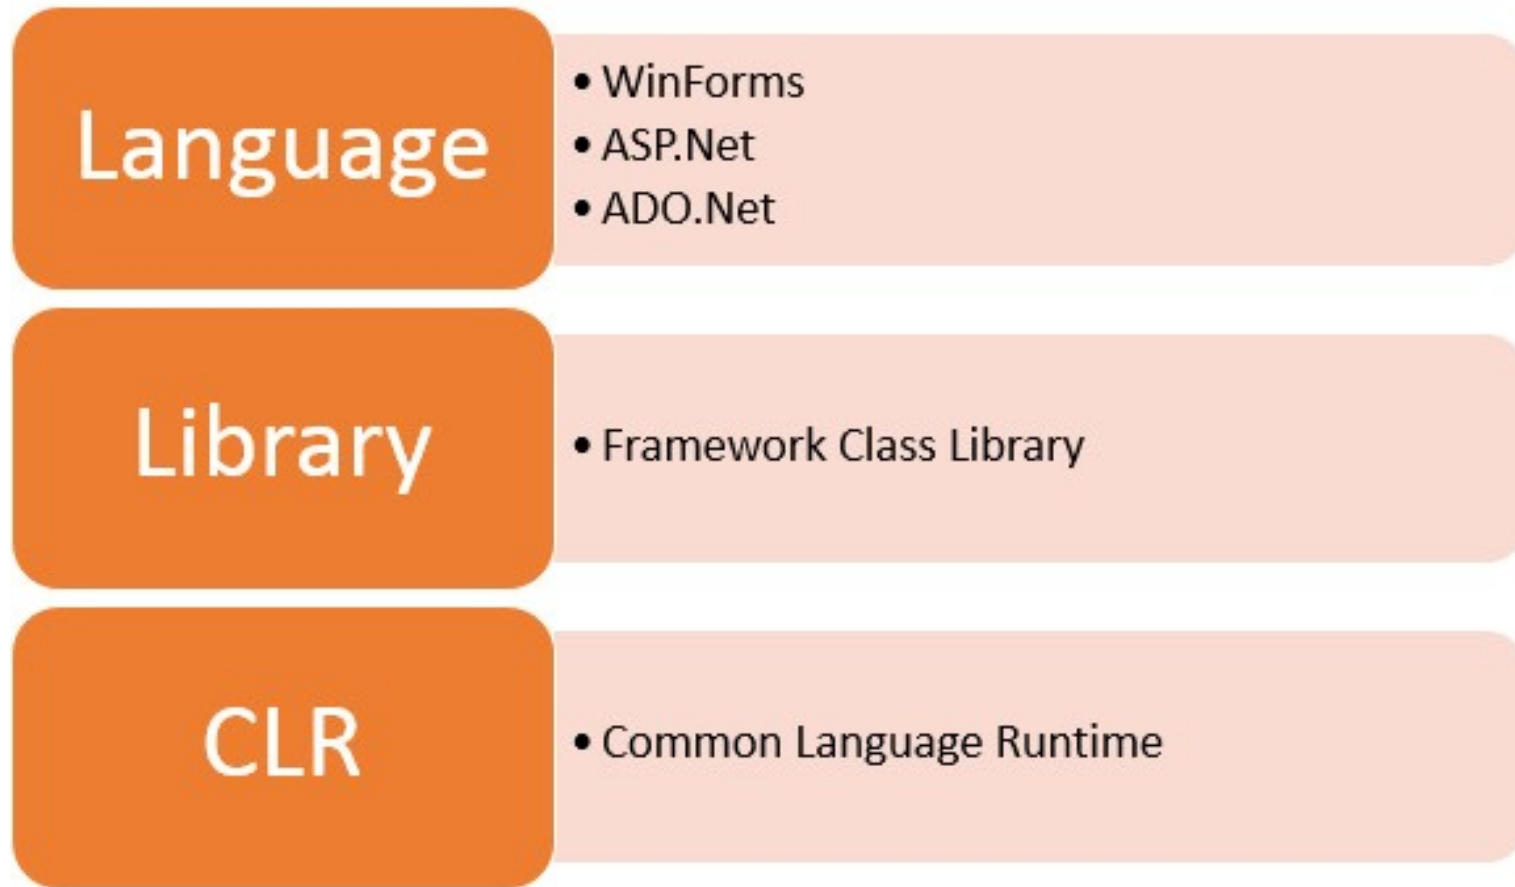 Language
• WinForms
• ASP.Net
• ADO.Net
Library
• Framework Class Library
CLR
• Common Language Runtime